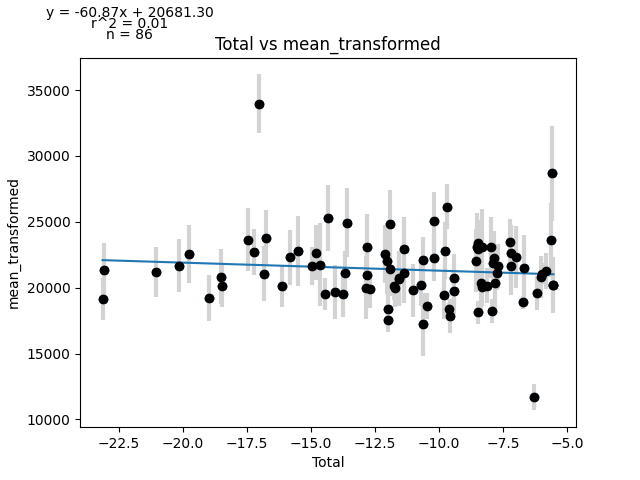 y = -60.87x + 20681.30
r^2 = 0.01
n = 86
Total vs mean_transformed
mean_transformed
35000
30000
25000
20000
15000
10000
−22.5 −20.0 −17.5 −15.0 −12.5 −10.0 −7.5 −5.0
Total